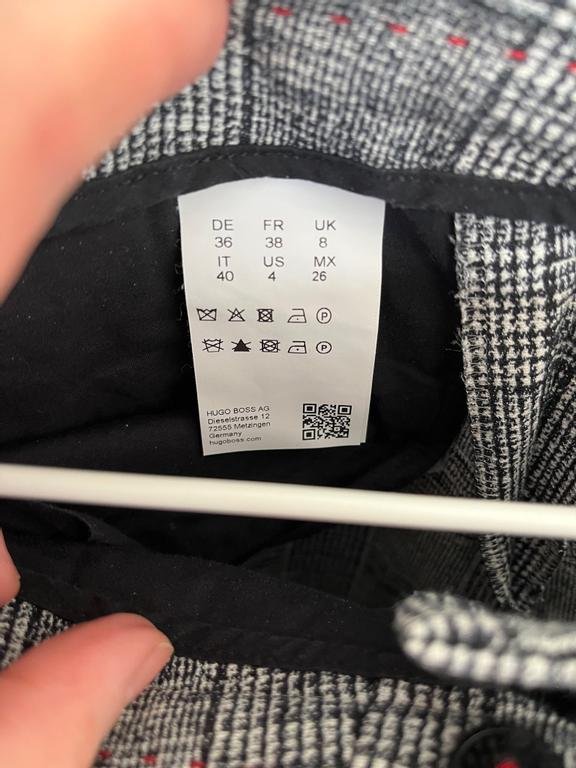 DE FR UK
36 38 8
IT US MX
40 4 26
P
P
HUGO BOSS AG
Dieselstrasse 12
72555 Metzingen
Germany
hugoboss.com